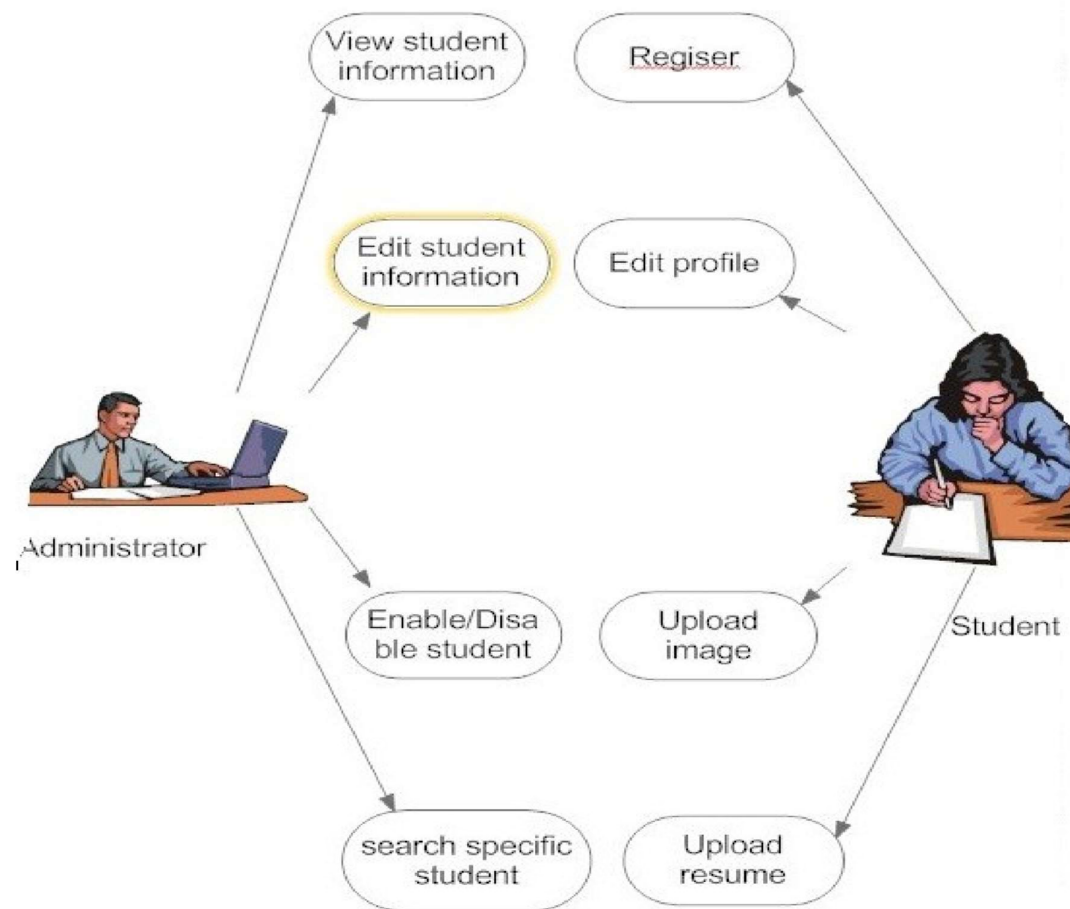 View student
information
Regiser
Edit student
information
Edit profile
Administrator
Student
Enable/Disa
ble student
Upload
image
search specific
student
Upload
resume